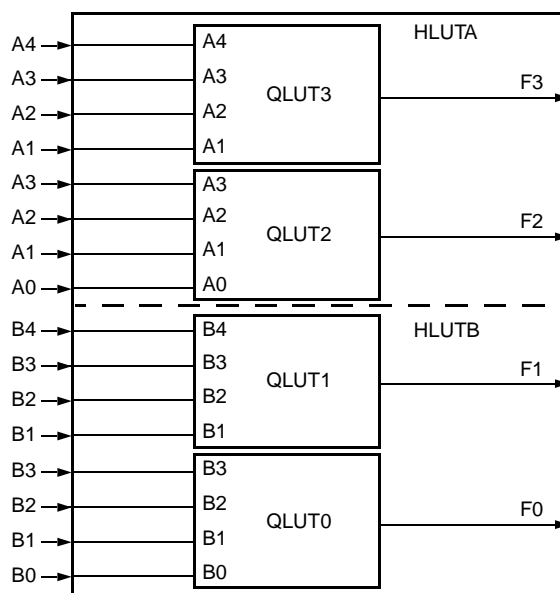 HLUTA
A4 A4
A3 A3
QLUT3 F3
A2 A2
A1 A1
A3 A3
A2 A2
QLUT2 F2
A1 A1
A0 A0
HLUTB
B4 B4
B3 B3
QLUT1 F1
B2 B2
B1 B1
B3 B3
B2 B2
QLUT0 F0
B1 B1
B0 B0